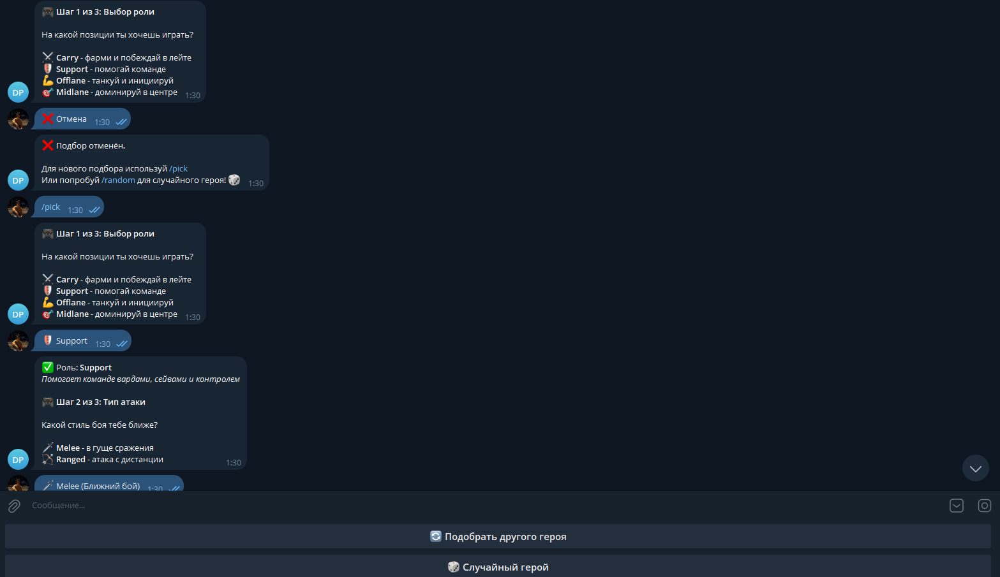 🎮 Шаг 1 из 3: Выбор роли
На какой позиции ты хочешь играть?
⚔️ Carry - фарми и побеждай в лейте
🛡️ Support - помогай команде
💪 Offlane - танкуй и инициируй
🎯 Midlane - доминируй в центре
1:30
DP
❌ Отмена 1:30
❌ Подбор отменён.
Для нового подбора используй /pick
Или попробуй /random для случайного героя! 🎲
1:30
DP
/pick 1:30
🎮 Шаг 1 из 3: Выбор роли
На какой позиции ты хочешь играть?
⚔️ Carry - фарми и побеждай в лейте
🛡️ Support - помогай команде
💪 Offlane - танкуй и инициируй
🎯 Midlane - доминируй в центре
1:30
DP
🛡️ Support 1:30
✅ Роль: Support
Помогает команде вардами, сейвами и контролем
🎮 Шаг 2 из 3: Тип атаки
Какой стиль боя тебе ближе?
🗡️ Melee - в гуще сражения
🏹 Ranged - атака с дистанции
1:30
DP
🗡️ Melee (Ближний бой) 1:30
Сообщение...
🔄 Подобрать другого героя
🎲 Случайный герой